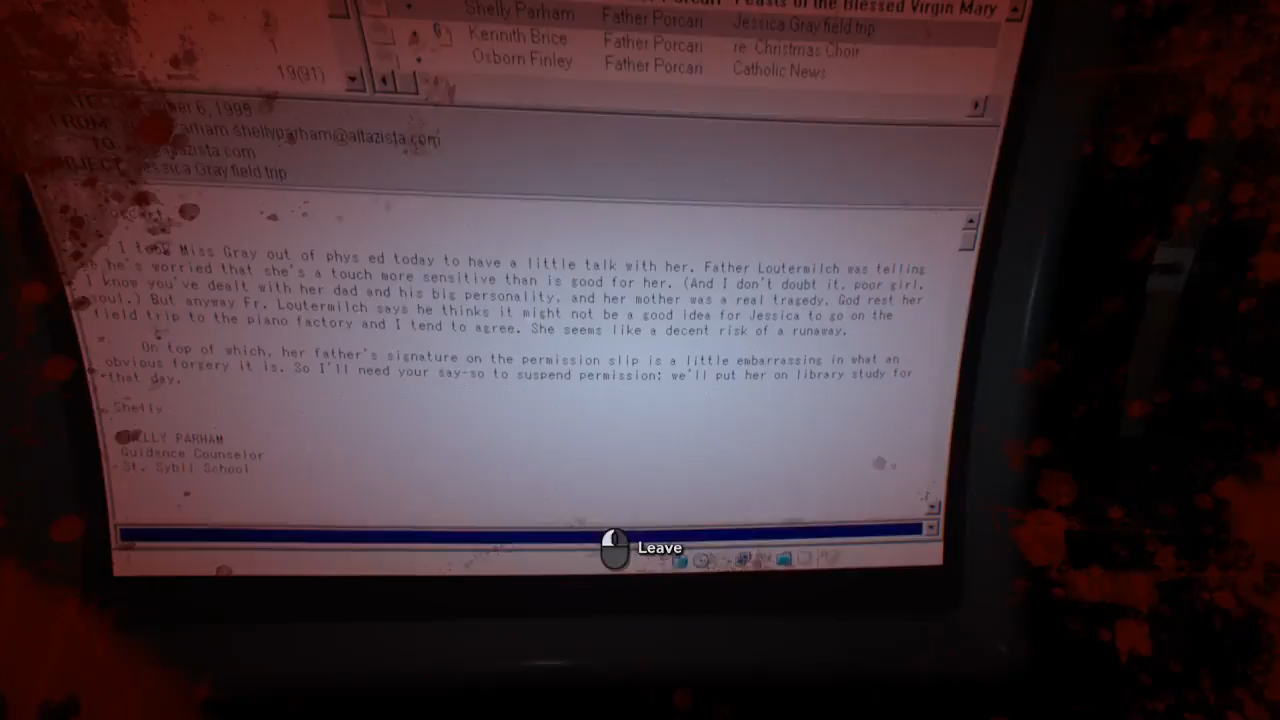 Feasts of the Blessed Virgin Mary
Shelly Parham Father Porcari Jessica Gray field trip
Kennith Brice Father Porcari re Christmas Choir
Osborn Finley Father Porcari Catholic News
19(91)
6, 1998
FROM shellyparham@altazista.com
TO
Gray field trip
I took Miss Gray out of phys ed today to have a little talk with her. Father Loutermilch was telling
he's worried that she's a touch more sensitive than is good for her. (And I don't doubt it, poor girl.
I know you've dealt with her dad and his big personality, and her mother was a real tragedy, God rest her
soul.) But anyway Fr. Loutermilch says he thinks it might not be a good idea for Jessica to go on the
field trip to the piano factory and I tend to agree. She seems like a decent risk of a runaway.
On top of which, her father's signature on the permission slip is a little embarrassing in what an
obvious forgery it is. So I'll need your say-so to suspend permission; we'll put her on library study for
that day.
Shelly
PARHAM
Guidance Counselor
St. Sybil School
Leave